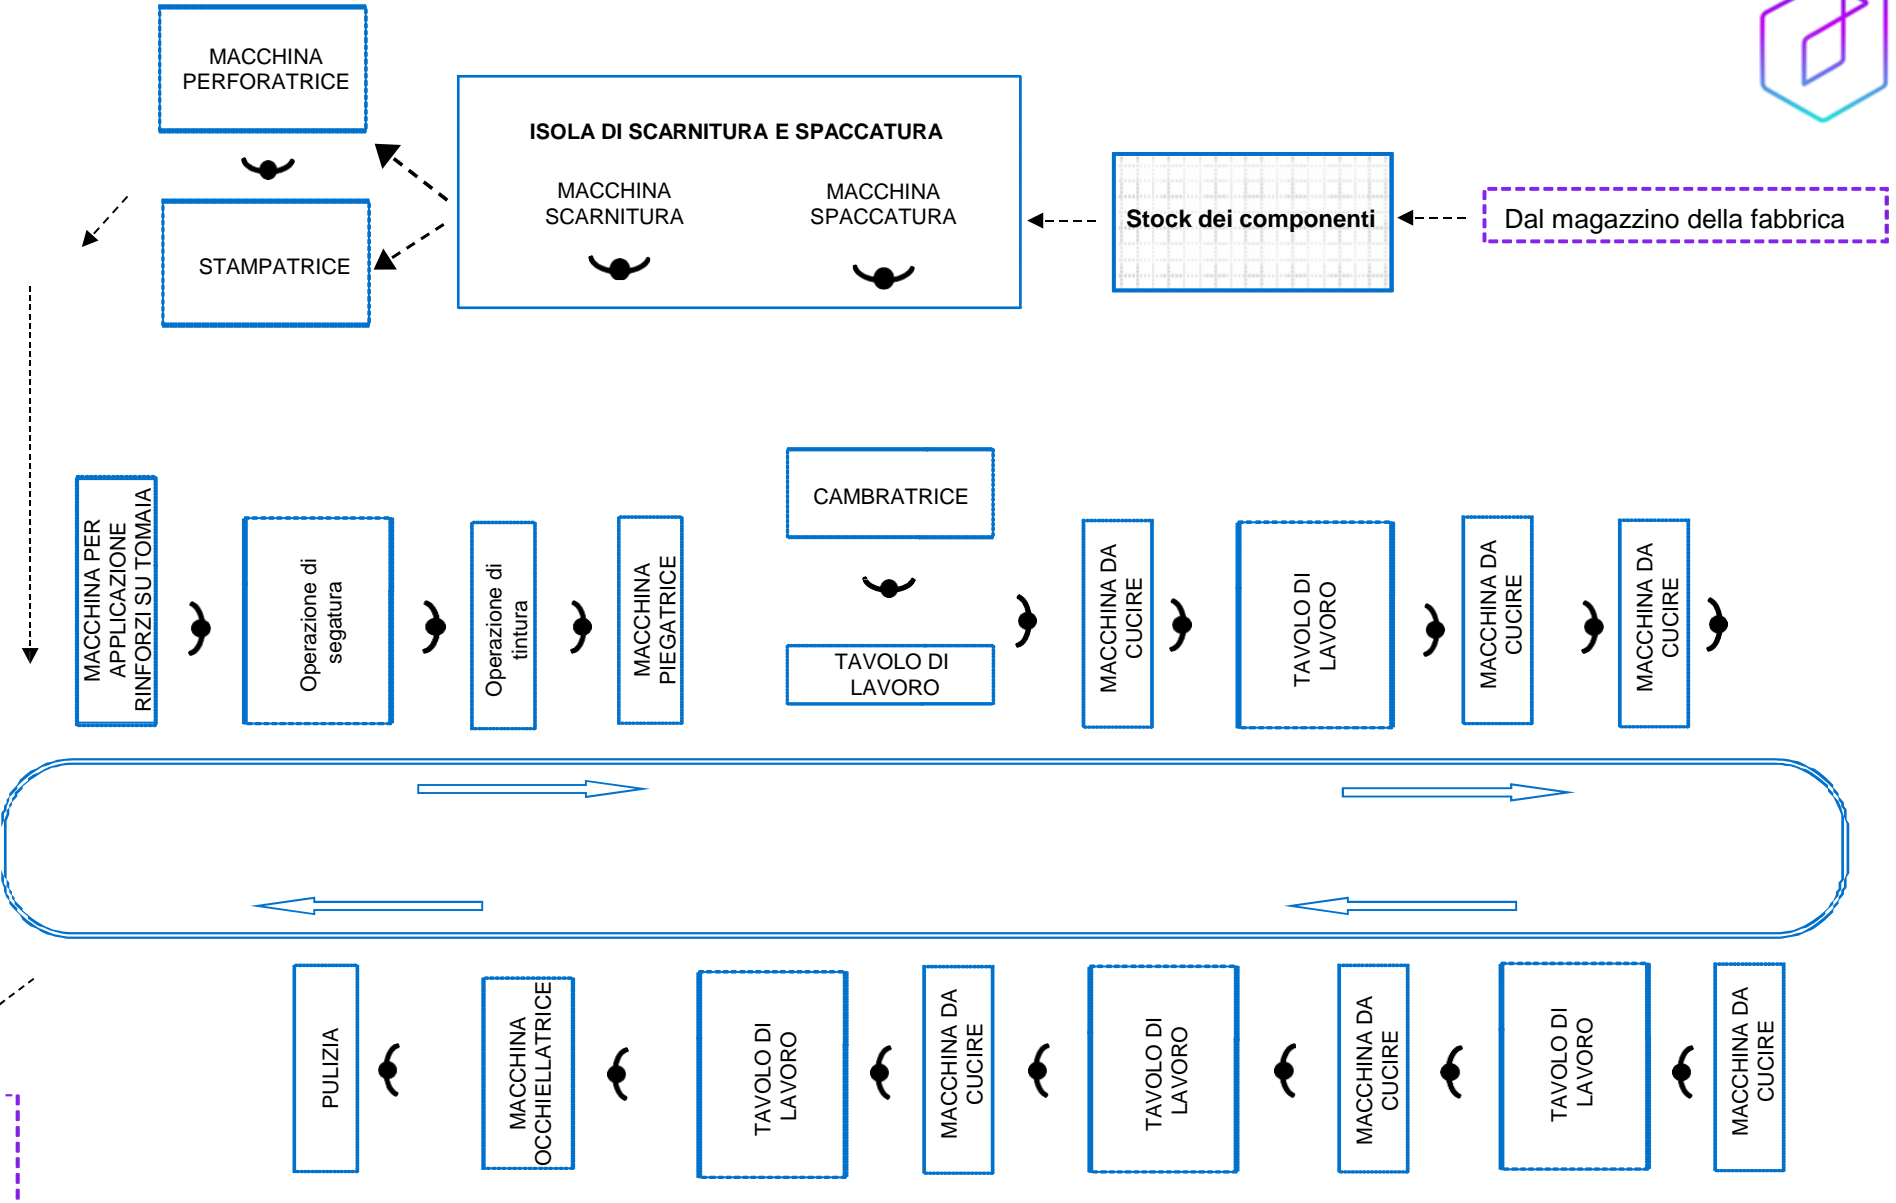 MACCHINA
PERFORATRICE
ISOLA DI SCARNITURA E SPACCATURA
MACCHINA
SCARNITURA
MACCHINA
SPACCATURA
Stock dei componenti
Dal magazzino della fabbrica
STAMPATRICE
MACCHINA PER
APPLICAZIONE
RINFORZI SU TOMAIA
Operazione di
segatura
Operazione di
tintura
MACCHINA
PIEGATRICE
CAMBRATRICE
TAVOLO DI
LAVORO
MACCHINA DA
CUCIRE
TAVOLO DI
LAVORO
MACCHINA DA
CUCIRE
MACCHINA DA
CUCIRE
PULIZIA
MACCHINA
OCCHIELLATRICE
TAVOLO DI
LAVORO
MACCHINA DA
CUCIRE
TAVOLO DI
LAVORO
MACCHINA DA
CUCIRE
TAVOLO DI
LAVORO
MACCHINA DA
CUCIRE